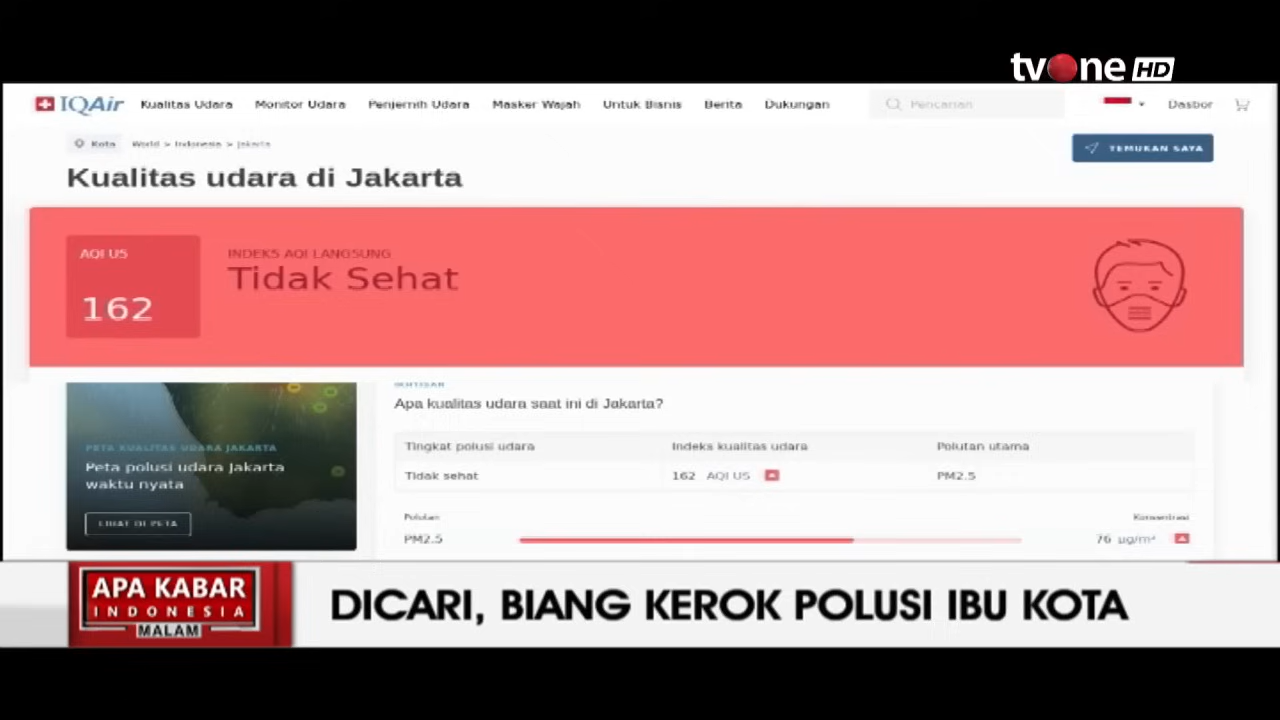 tvOne HD
IQAir Kualitas Udara Monitor Udara Penjernih Udara Masker Wajah Untuk Bisnis Berita Dukungan Pencarian Dasbor
Kota World > Indonesia > Jakarta
TEMUKAN SAYA
Kualitas udara di Jakarta
AQI US
162
INDEKS AQI LANGSUNG
Tidak Sehat
IKHTISAR
Apa kualitas udara saat ini di Jakarta?
PETA KUALITAS UDARA JAKARTA
Peta polusi udara Jakarta
waktu nyata
LIHAT DI PETA
Tingkat polusi udara Indeks kualitas udara Polutan utama
Tidak sehat 162 AQI US PM2.5
Polutan Konsentrasi
PM2.5 76 µg/m³
APA KABAR
INDONESIA
MALAM
DICARI, BIANG KEROK POLUSI IBU KOTA